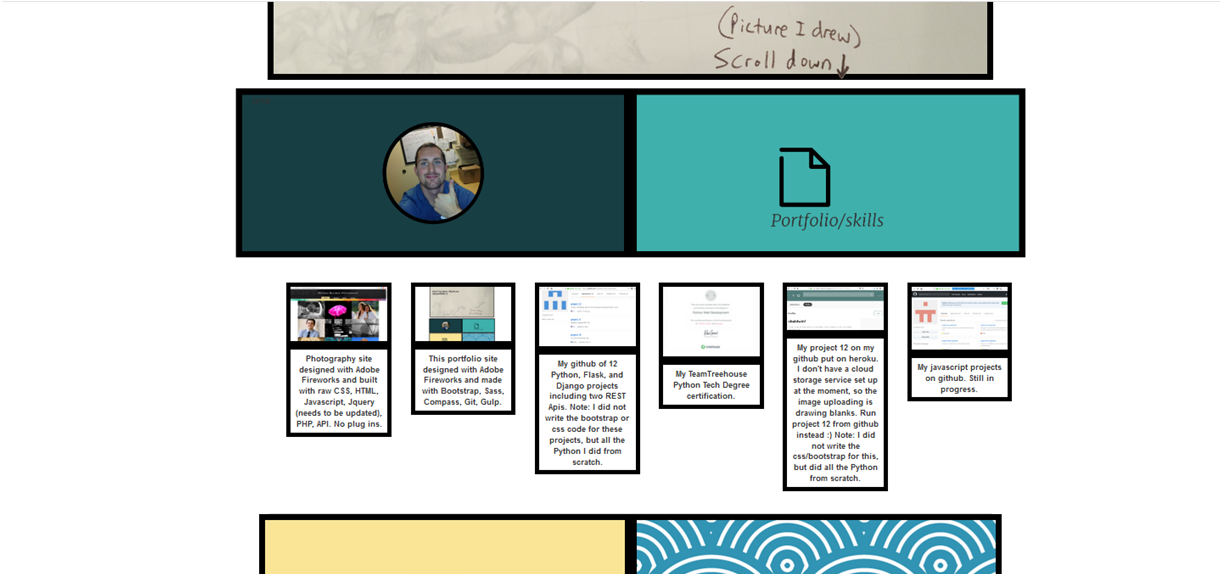 (Picture I drew)
Scroll down↓
Portfolio/skills
Photography site
designed with Adobe
Fireworks and built
with raw CSS, HTML,
Javascript, Jquery
(needs to be updated),
PHP, API. No plug ins.
This portfolio site
designed with Adobe
Fireworks and made
with Bootstrap, Sass,
Compass, Git, Gulp.
My github of 12
Python, Flask, and
Django projects
including two REST
Apis. Note: I did not
write the bootstrap or
css code for these
projects, but all the
Python I did from
scratch.
My TeamTreehouse
Python Tech Degree
certification.
My project 12 on my
github put on heroku.
I don't have a cloud
storage service set up
at the moment, so the
image uploading is
drawing blanks. Run
project 12 from github
instead :) Note: I did
not write the
css/bootstrap for this,
but did all the Python
from scratch.
My javascript projects
on github. Still in
progress.